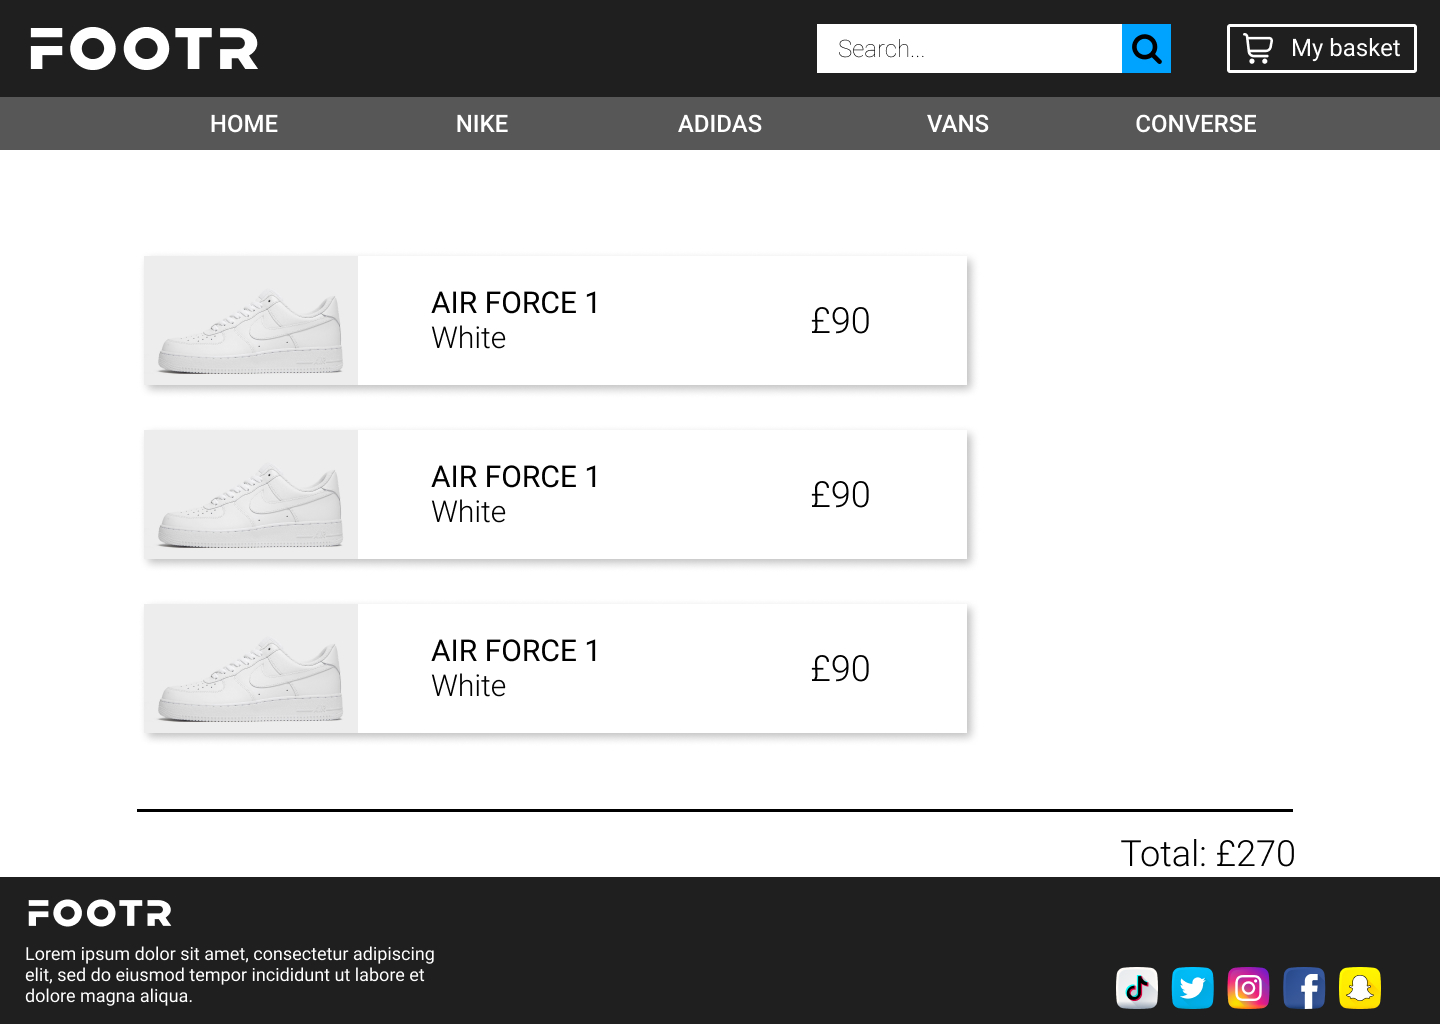 FOOTR
Search...
My basket
HOME
NIKE
ADIDAS
VANS
CONVERSE
AIR FORCE 1
White
£90
AIR FORCE 1
White
£90
AIR FORCE 1
White
£90
Total: £270
FOOTR
Lorem ipsum dolor sit amet, consectetur adipiscing
elit, sed do eiusmod tempor incididunt ut labore et
dolore magna aliqua.